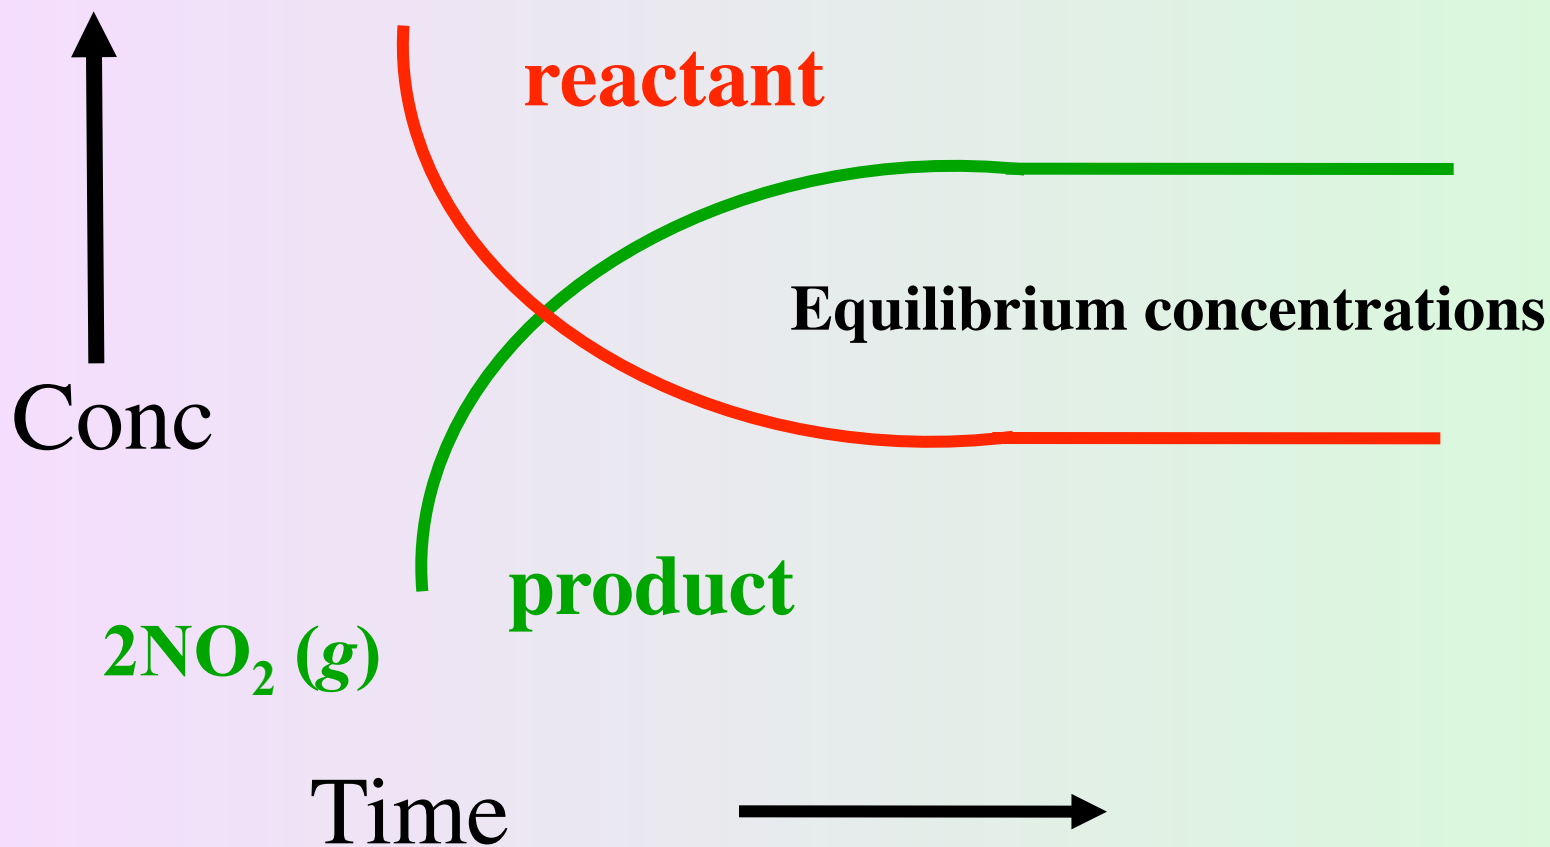 reactant
Equilibrium concentrations
Conc
product
2NO₂ (g)
Time